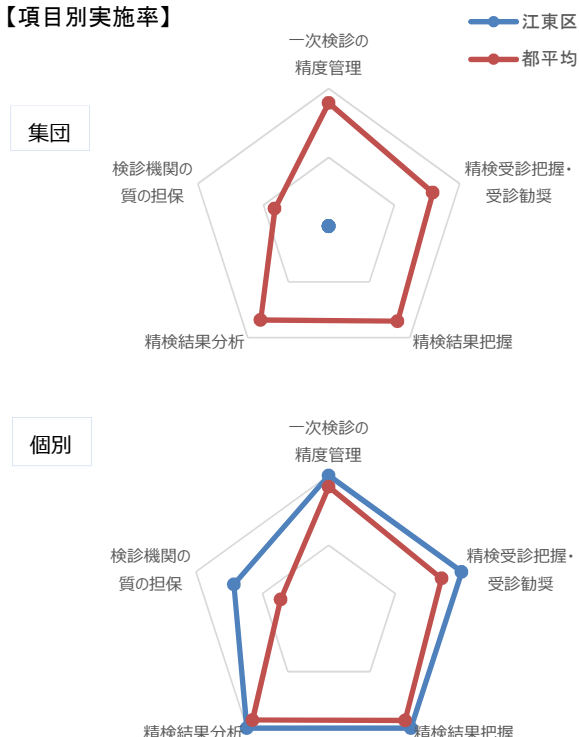 【項目別実施率】
江東区
都平均
集団
一次検診の
精度管理
精検受診把握・
受診勧奨
精検結果把握
精検結果分析
検診機関の
質の担保
個別
一次検診の
精度管理
精検受診把握・
受診勧奨
精検結果把握
精検結果分析
検診機関の
質の担保